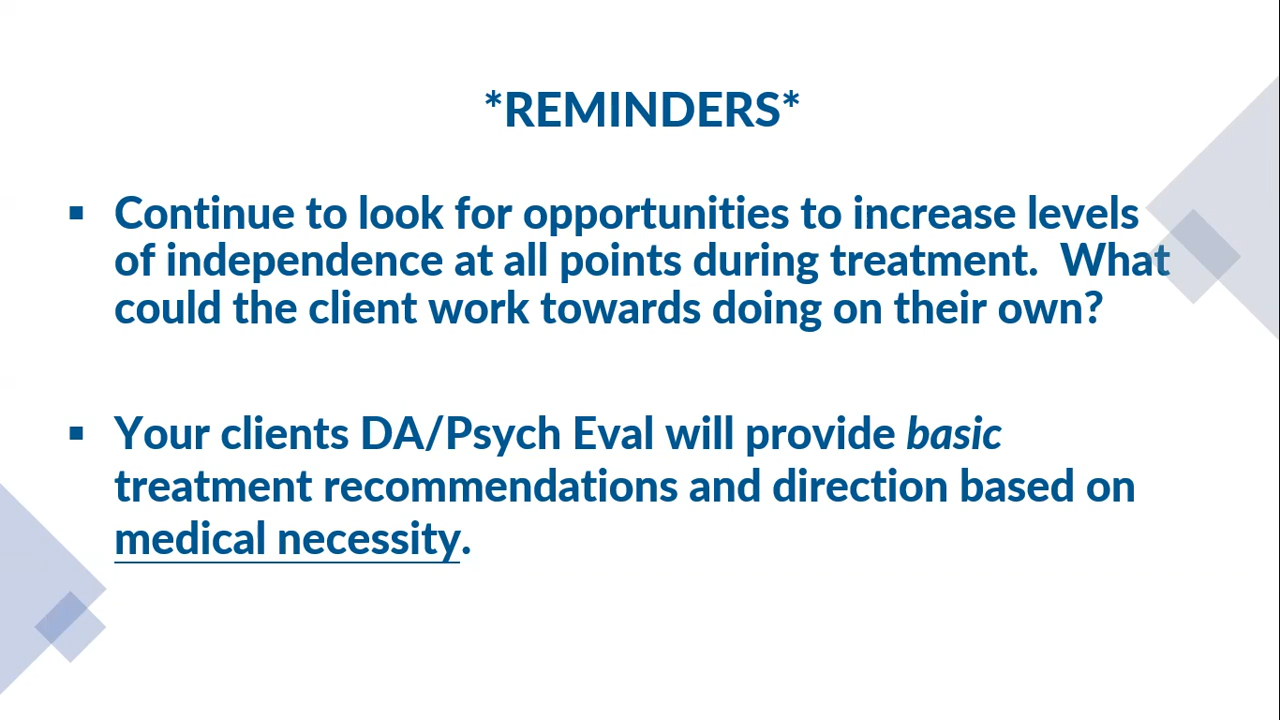 *REMINDERS*
▪ Continue to look for opportunities to increase levels
of independence at all points during treatment.  What
could the client work towards doing on their own?
▪ Your clients DA/Psych Eval will provide basic
treatment recommendations and direction based on
medical necessity.